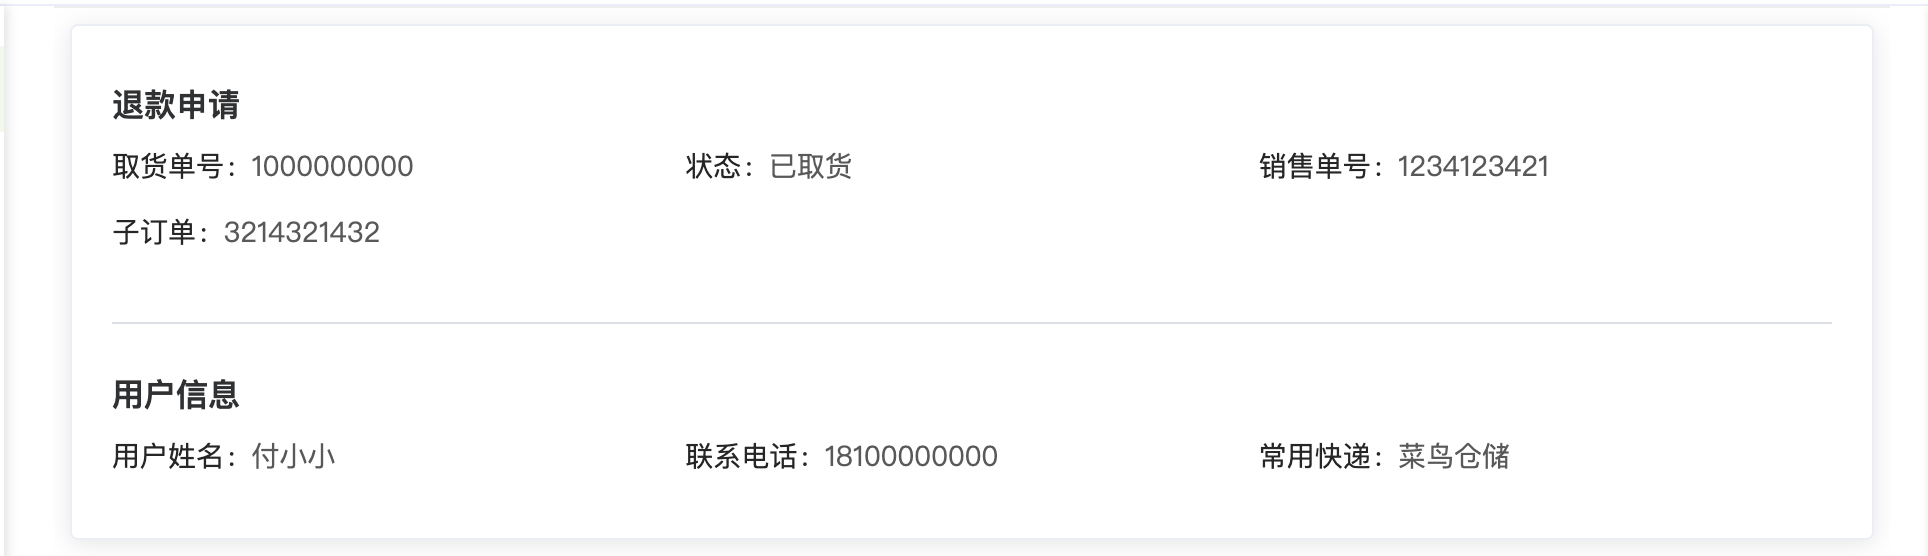 退款申请
取货单号：1000000000 状态：已取货 销售单号：1234123421
子订单：3214321432
用户信息
用户姓名：付小小 联系电话：18100000000 常用快递：菜鸟仓储